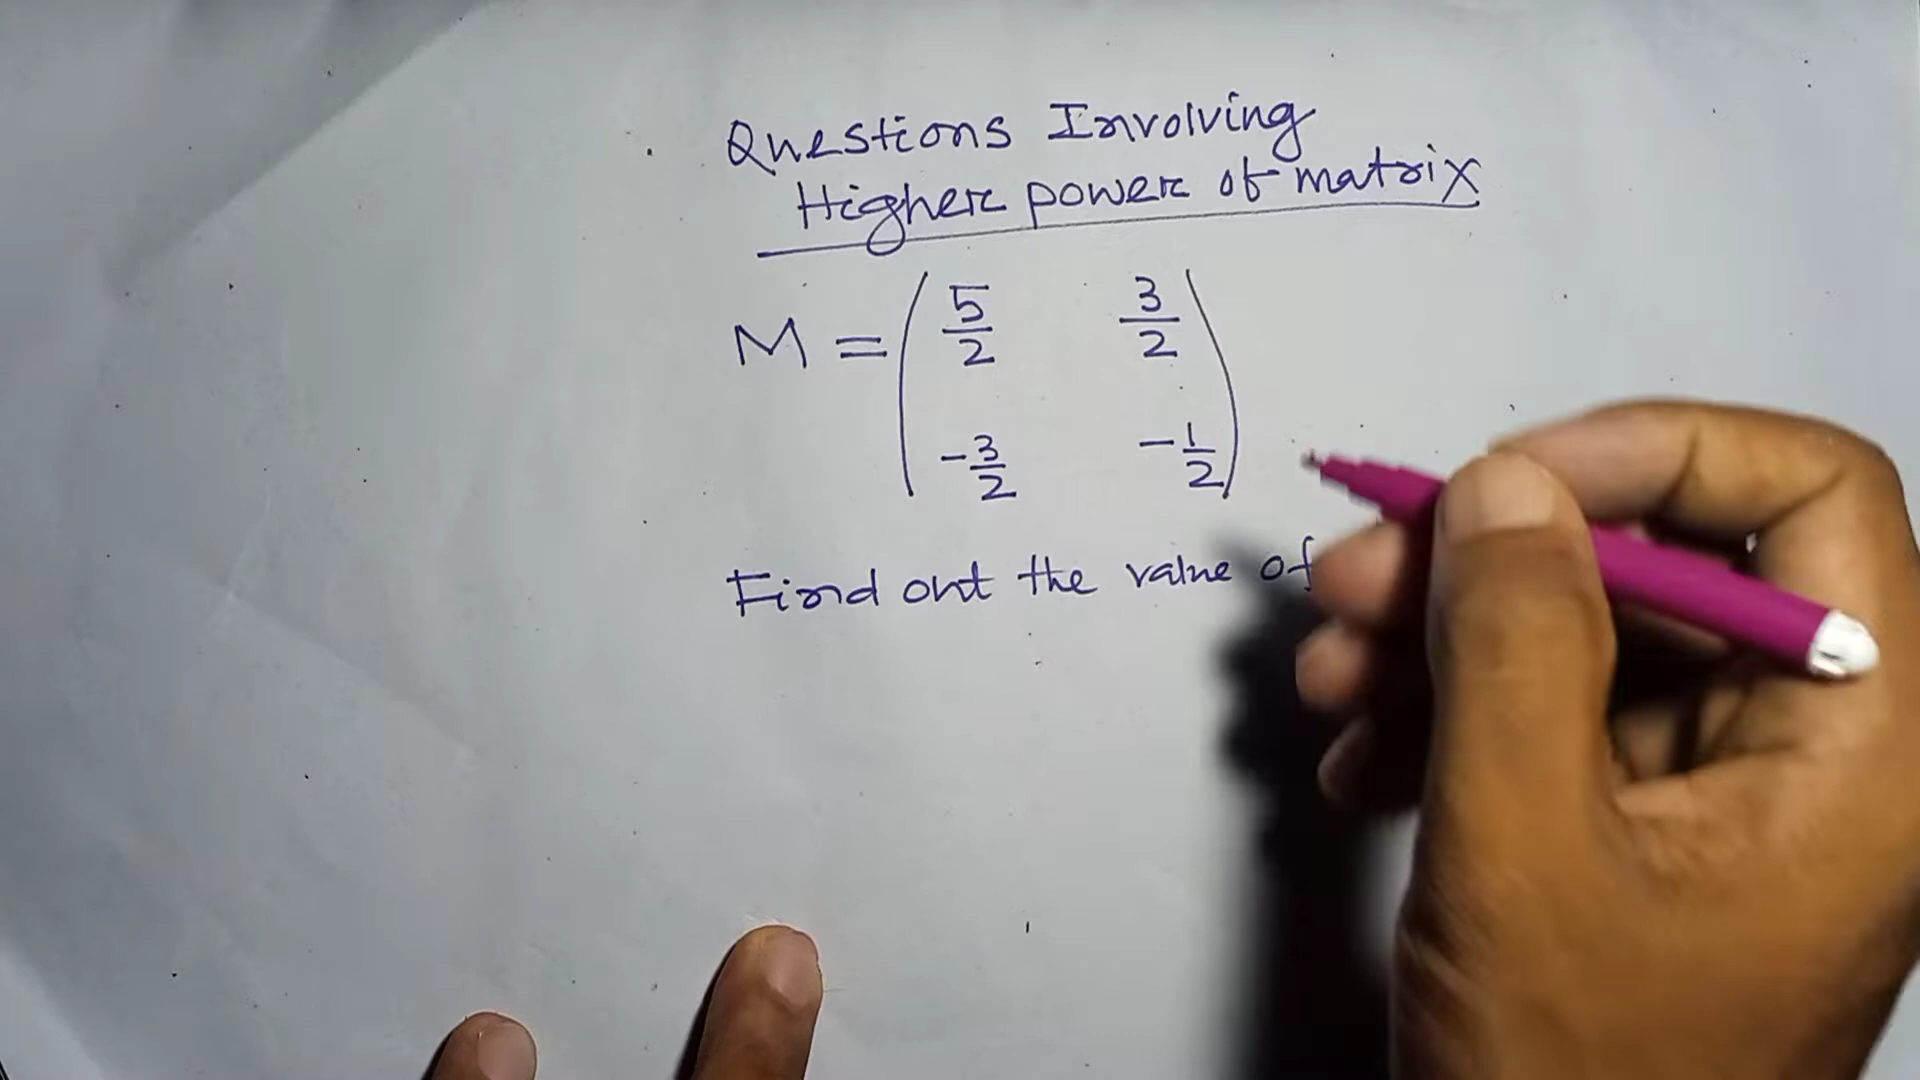 Questions Involving
Higher power of matrix
M = ( 5/2 3/2
-3/2 -1/2 )
Find out the value of